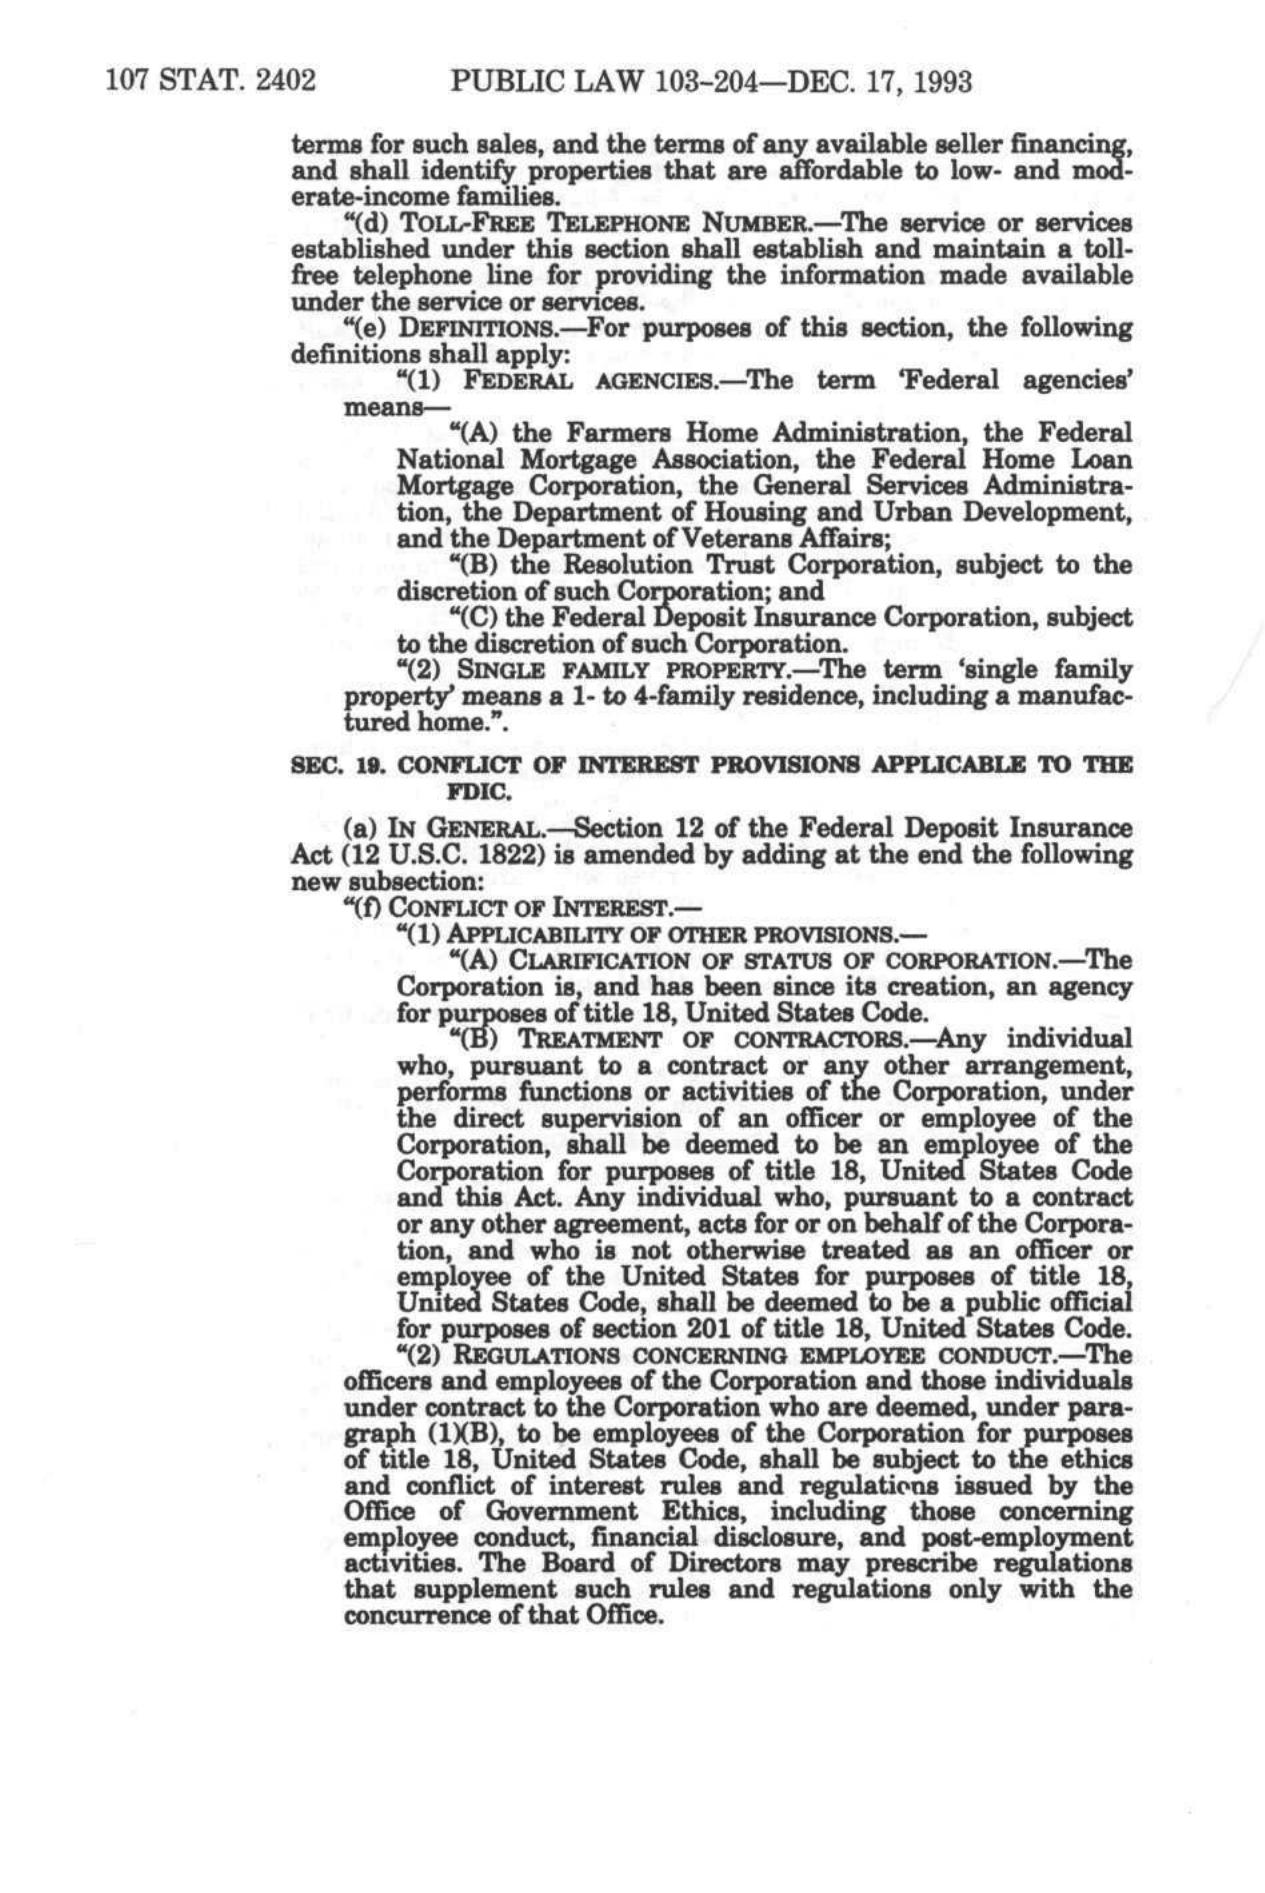 107 STAT. 2402 PUBLIC LAW 103–204—DEC. 17, 1993
terms for such sales, and the terms of any available seller financing,
and shall identify properties that are affordable to low- and mod-
erate-income families.
“(d) TOLL-FREE TELEPHONE NUMBER.—The service or services
established under this section shall establish and maintain a toll-
free telephone line for providing the information made available
under the service or services.
“(e) DEFINITIONS.—For purposes of this section, the following
definitions shall apply:
“(1) FEDERAL AGENCIES.—The term ‘Federal agencies’
means—
“(A) the Farmers Home Administration, the Federal
National Mortgage Association, the Federal Home Loan
Mortgage Corporation, the General Services Administra-
tion, the Department of Housing and Urban Development,
and the Department of Veterans Affairs;
“(B) the Resolution Trust Corporation, subject to the
discretion of such Corporation; and
“(C) the Federal Deposit Insurance Corporation, subject
to the discretion of such Corporation.
“(2) SINGLE FAMILY PROPERTY.—The term ‘single family
property’ means a 1- to 4-family residence, including a manufac-
tured home.”.
SEC. 19. CONFLICT OF INTEREST PROVISIONS APPLICABLE TO THE
FDIC.
(a) IN GENERAL.—Section 12 of the Federal Deposit Insurance
Act (12 U.S.C. 1822) is amended by adding at the end the following
new subsection:
“(f) CONFLICT OF INTEREST.—
“(1) APPLICABILITY OF OTHER PROVISIONS.—
“(A) CLARIFICATION OF STATUS OF CORPORATION.—The
Corporation is, and has been since its creation, an agency
for purposes of title 18, United States Code.
“(B) TREATMENT OF CONTRACTORS.—Any individual
who, pursuant to a contract or any other arrangement,
performs functions or activities of the Corporation, under
the direct supervision of an officer or employee of the
Corporation, shall be deemed to be an employee of the
Corporation for purposes of title 18, United States Code
and this Act. Any individual who, pursuant to a contract
or any other agreement, acts for or on behalf of the Corpora-
tion, and who is not otherwise treated as an officer or
employee of the United States for purposes of title 18,
United States Code, shall be deemed to be a public official
for purposes of section 201 of title 18, United States Code.
“(2) REGULATIONS CONCERNING EMPLOYEE CONDUCT.—The
officers and employees of the Corporation and those individuals
under contract to the Corporation who are deemed, under para-
graph (1)(B), to be employees of the Corporation for purposes
of title 18, United States Code, shall be subject to the ethics
and conflict of interest rules and regulations issued by the
Office of Government Ethics, including those concerning
employee conduct, financial disclosure, and post-employment
activities. The Board of Directors may prescribe regulations
that supplement such rules and regulations only with the
concurrence of that Office.